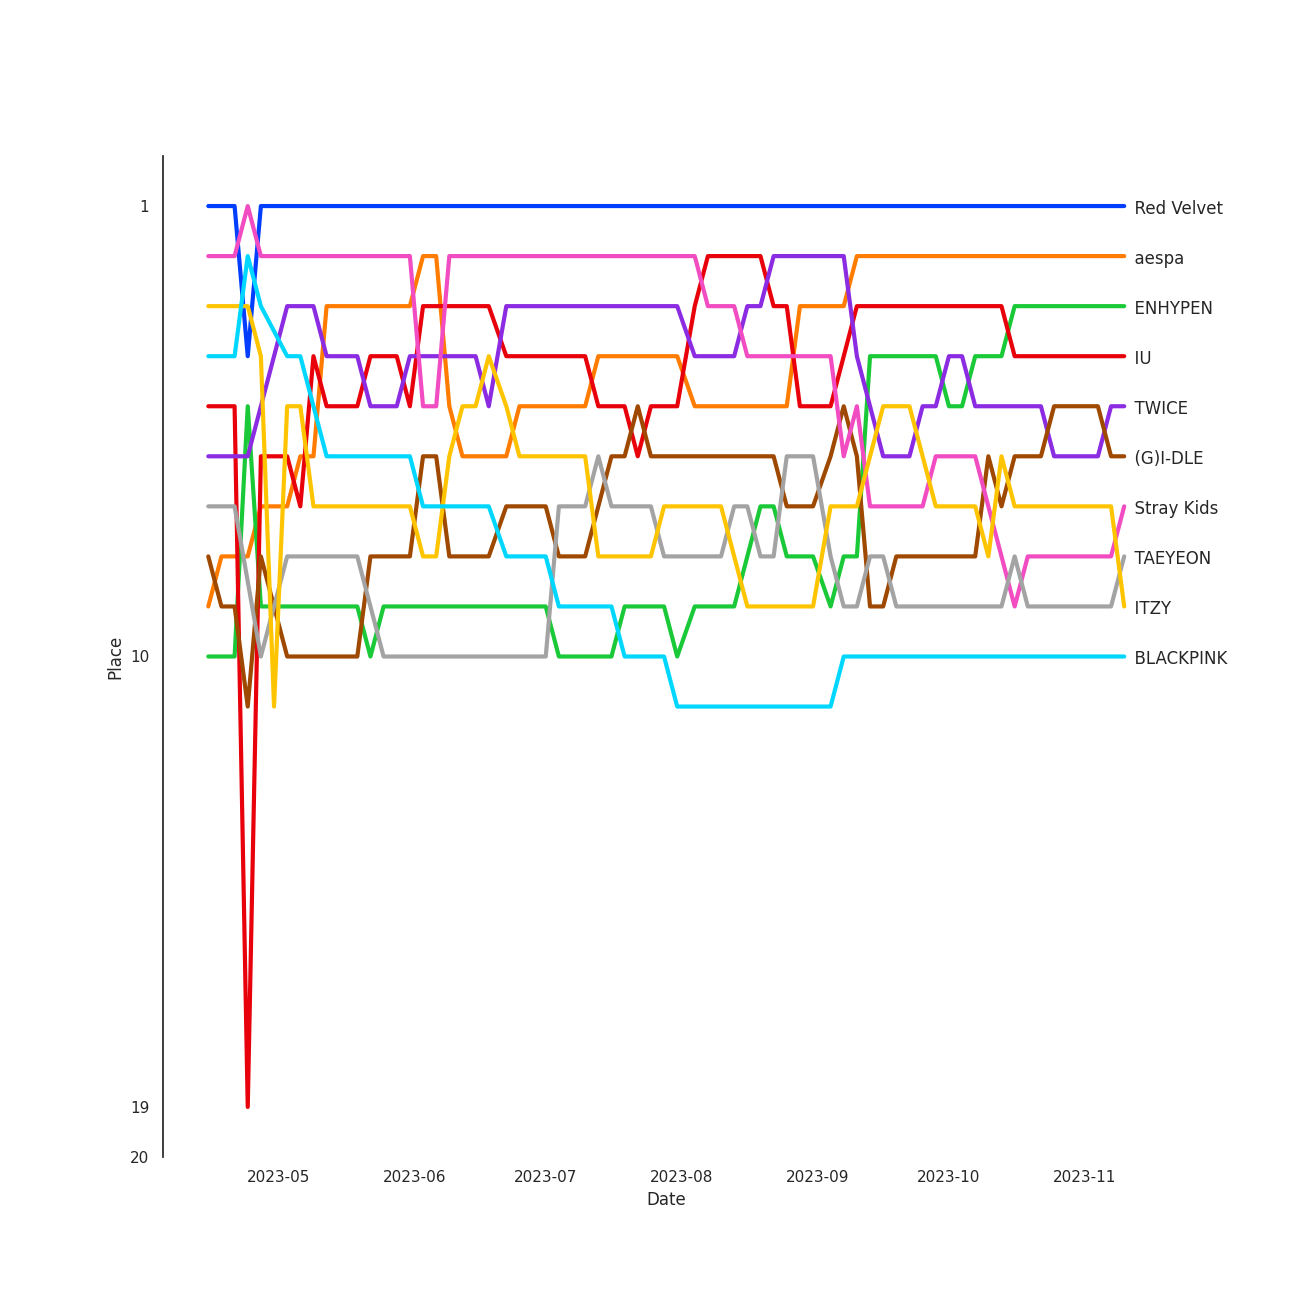 1
10
19
20
Place
2023-05 2023-06 2023-07 2023-08 2023-09 2023-10 2023-11
Date
Red Velvet
aespa
ENHYPEN
IU
TWICE
(G)I-DLE
Stray Kids
TAEYEON
ITZY
BLACKPINK